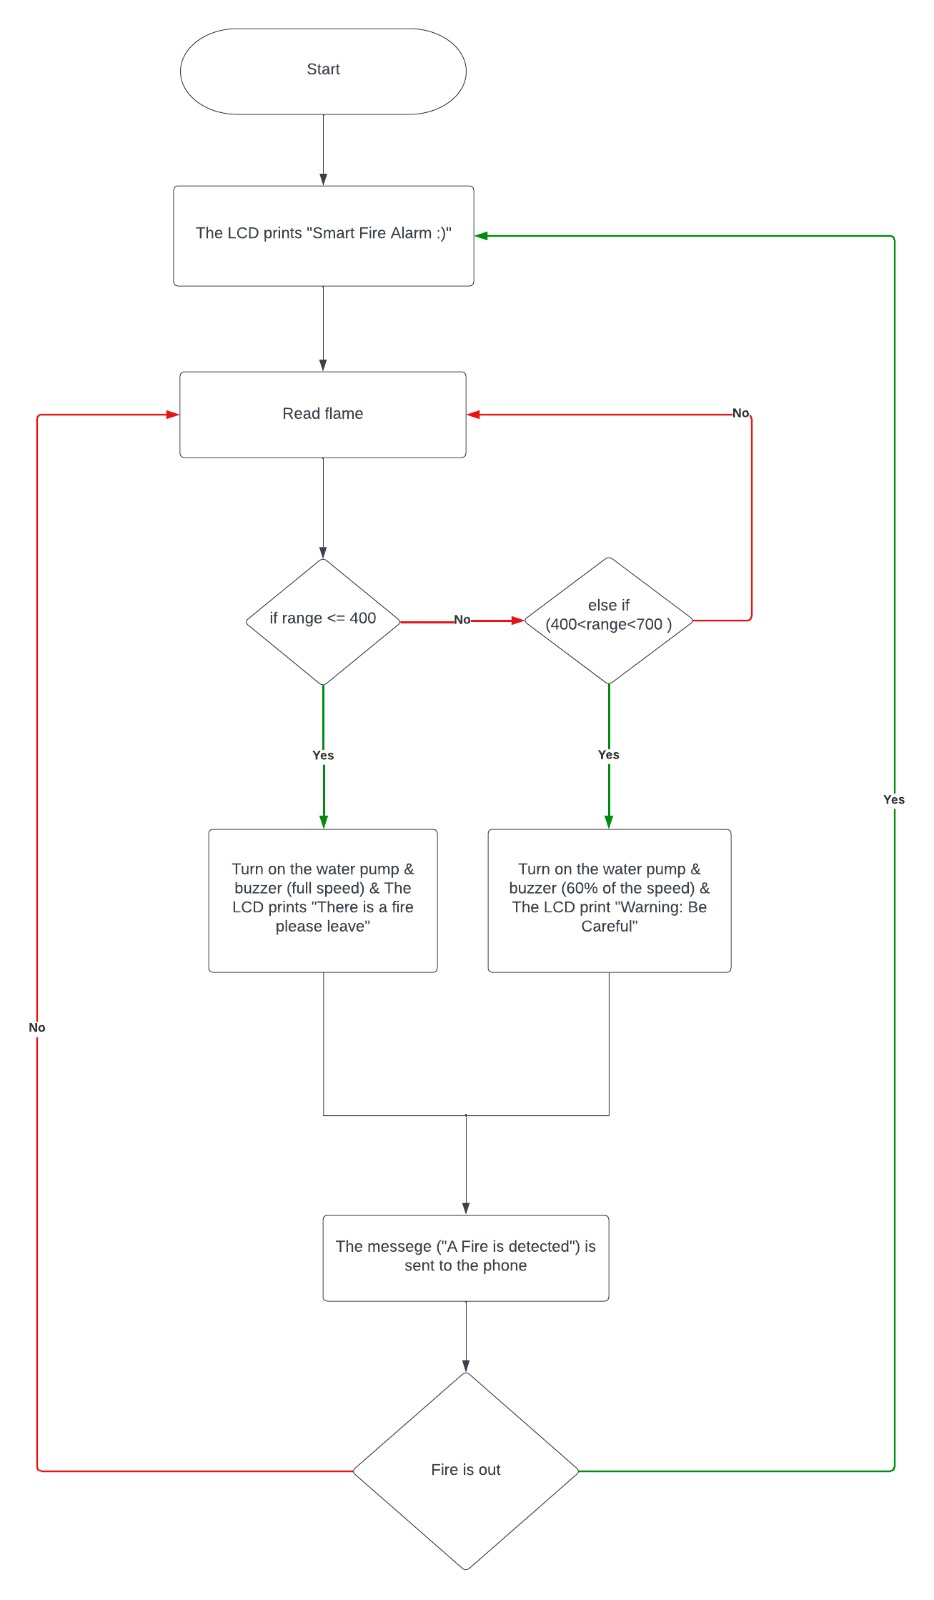 Start
The LCD prints "Smart Fire Alarm :)"
Read flame
No
if range <= 400
No
else if
(400<range<700 )
Yes
Yes
Yes
Turn on the water pump &
buzzer (full speed) & The
LCD prints "There is a fire
please leave"
Turn on the water pump &
buzzer (60% of the speed) &
The LCD print "Warning: Be
Careful"
No
The messege ("A Fire is detected") is
sent to the phone
Fire is out